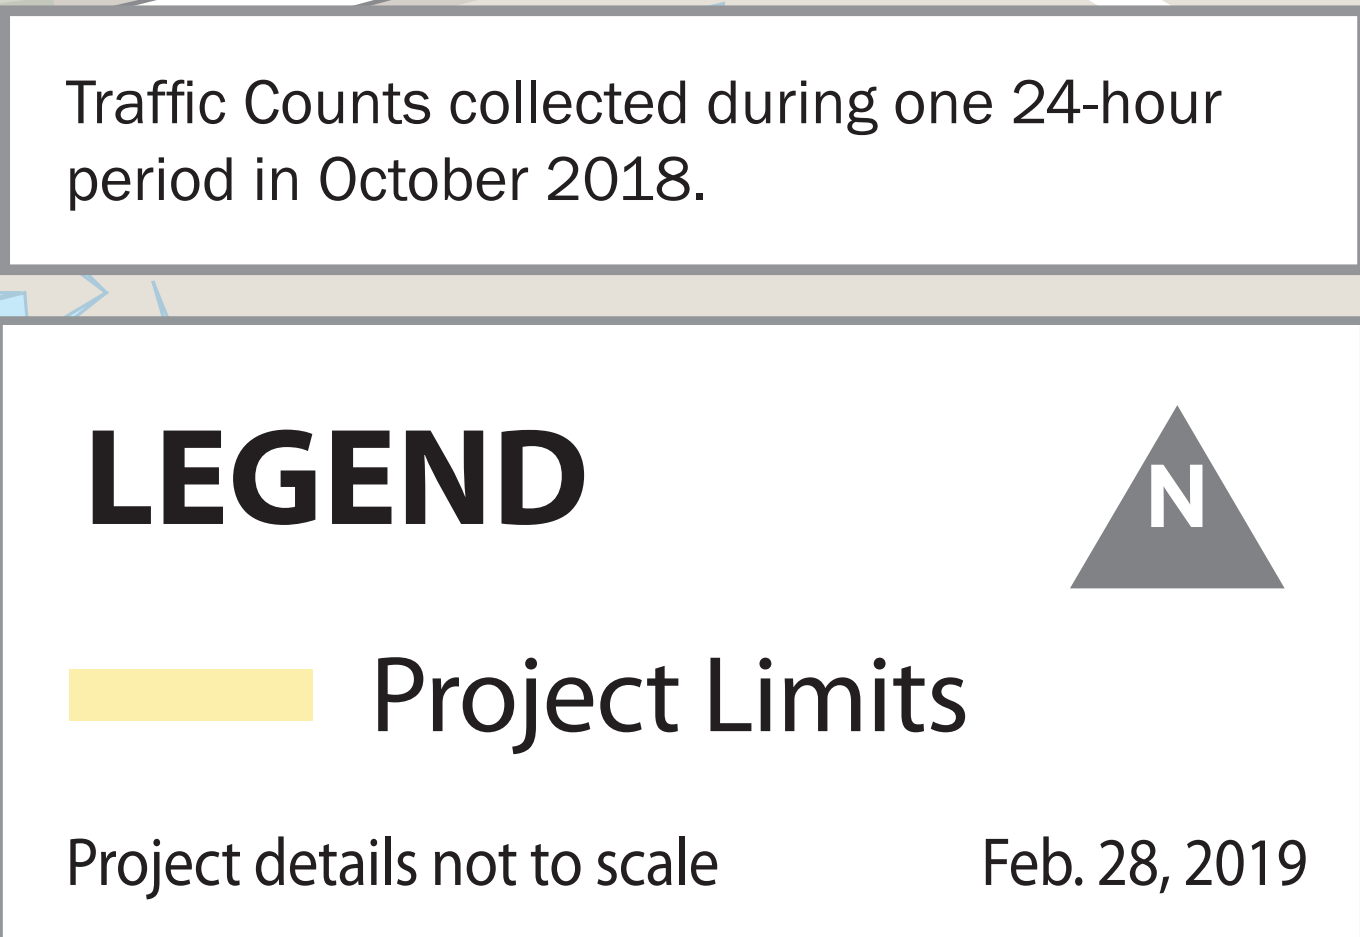 Traffic Counts collected during one 24-hour
period in October 2018.
LEGEND
N
Project Limits
Project details not to scale
Feb. 28, 2019